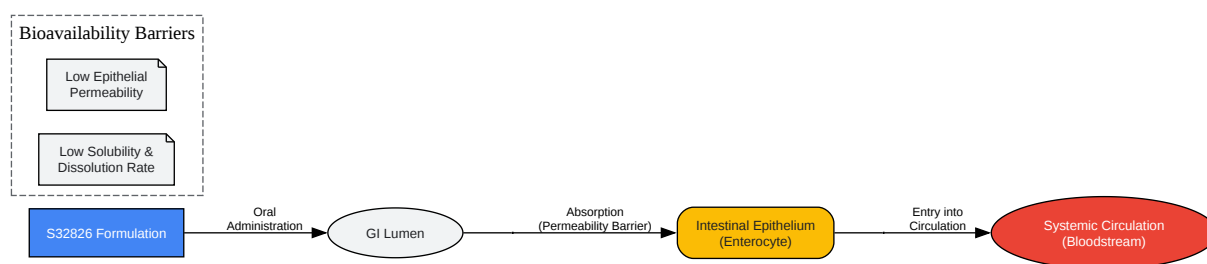 Bioavailability Barriers
Low Epithelial
Permeability
Low Solubility &
Dissolution Rate
S32826 Formulation
Oral
Administration
GI Lumen
Absorption
(Permeability Barrier)
Intestinal Epithelium
(Enterocyte)
Entry into
Circulation
Systemic Circulation
(Bloodstream)